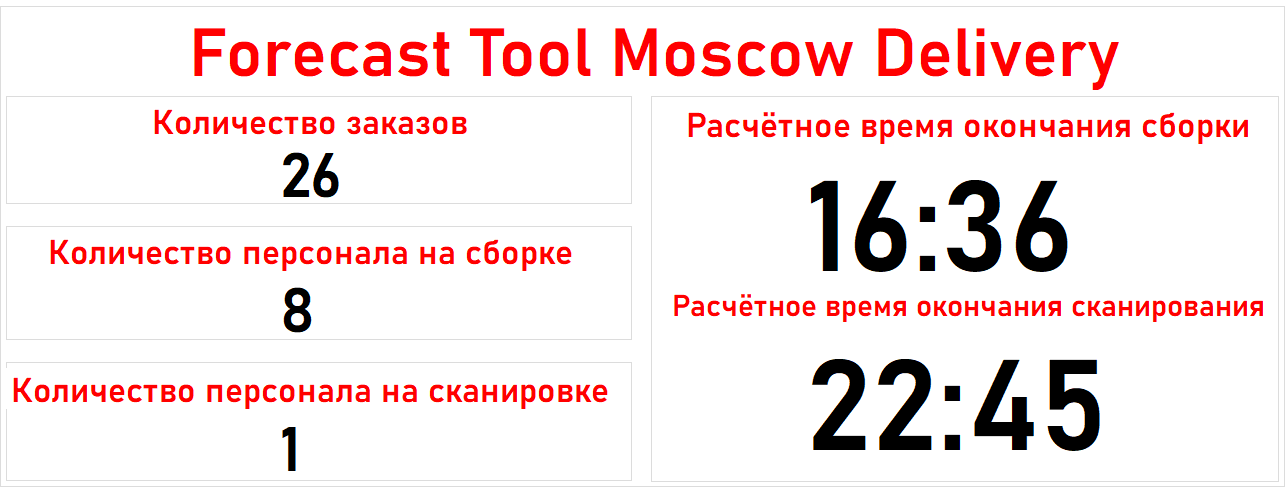 Forecast Tool Moscow Delivery
Количество заказов
26
Количество персонала на сборке
8
Количество персонала на сканировке
1
Расчётное время окончания сборки
16:36
Расчётное время окончания сканирования
22:45